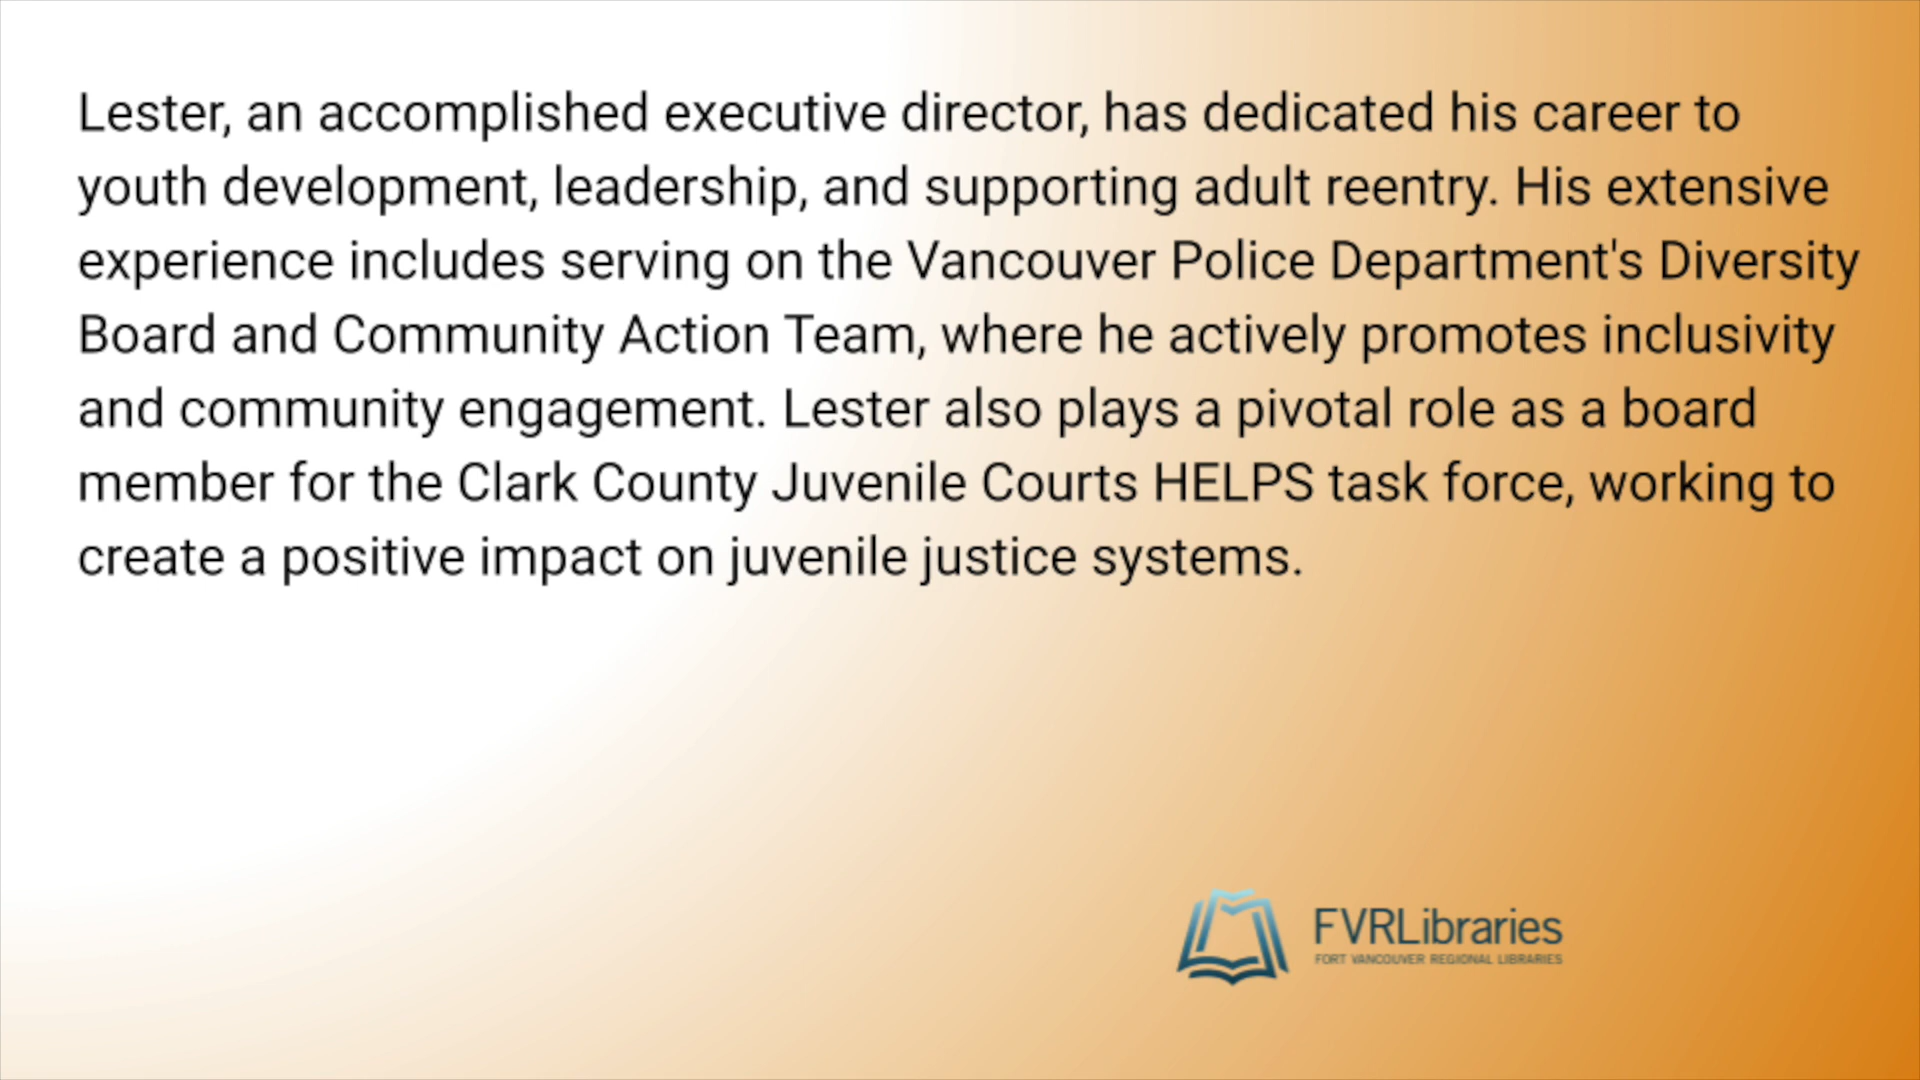 Lester, an accomplished executive director, has dedicated his career to
youth development, leadership, and supporting adult reentry. His extensive
experience includes serving on the Vancouver Police Department's Diversity
Board and Community Action Team, where he actively promotes inclusivity
and community engagement. Lester also plays a pivotal role as a board
member for the Clark County Juvenile Courts HELPS task force, working to
create a positive impact on juvenile justice systems.
FVRLibraries
FORT VANCOUVER REGIONAL LIBRARIES